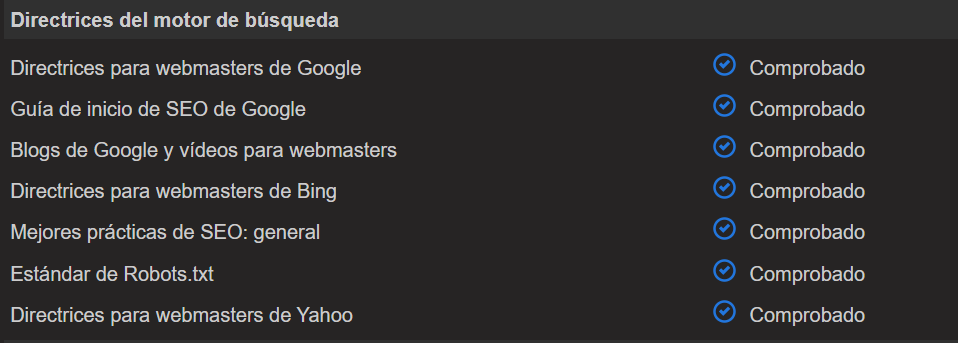 Directrices del motor de búsqueda
Directrices para webmasters de Google Comprobado
Guía de inicio de SEO de Google Comprobado
Blogs de Google y vídeos para webmasters Comprobado
Directrices para webmasters de Bing Comprobado
Mejores prácticas de SEO: general Comprobado
Estándar de Robots.txt Comprobado
Directrices para webmasters de Yahoo Comprobado